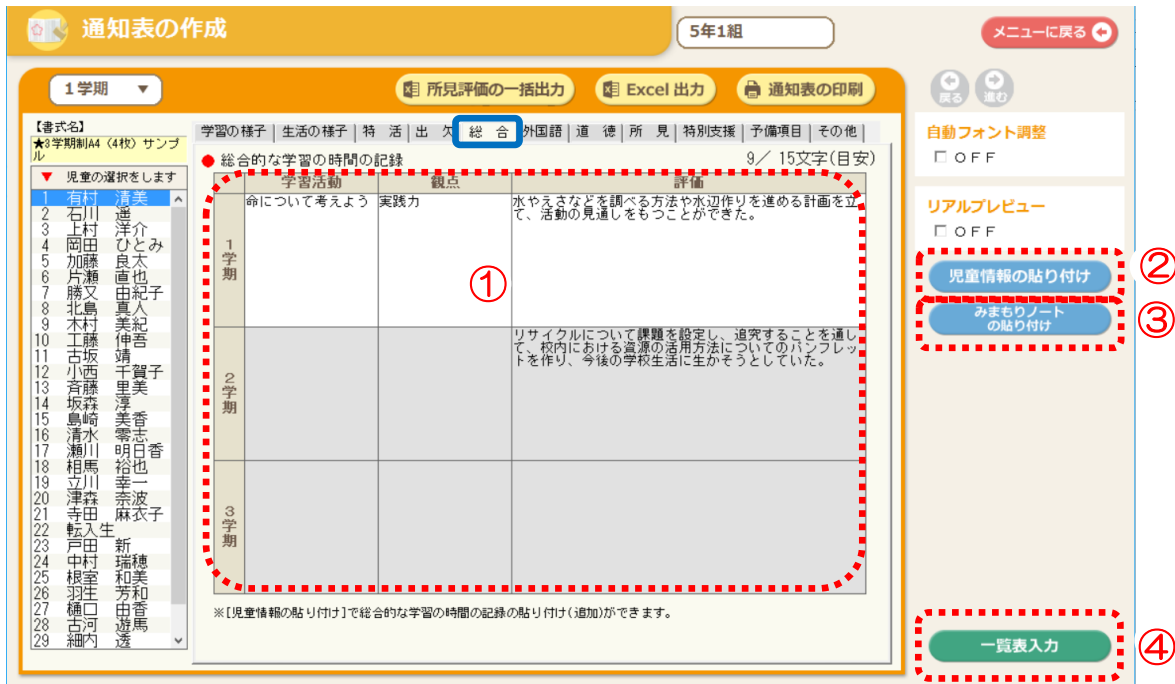 通知表の作成
5年1組
メニューに戻る
1学期 ▼
所見評価の一括出力
Excel 出力
通知表の印刷
戻る
進む
【書式名】
★3学期制A4（4枚）サンプ
ル
▼ 児童の選択をします
1 有村 清美
2 石川 遥
3 上村 洋介
4 岡田 ひとみ
5 加藤 良太
6 片瀬 直也
7 勝又 由紀子
8 北島 真人
9 木村 美紀
10 工藤 伸吾
11 古坂 靖
12 小西 千賀子
13 斉藤 里美
14 坂森 淳
15 島崎 美香
16 清水 零志
17 瀬川 明日香
18 相馬 裕也
19 立川 幸一
20 津森 奈波
21 寺田 麻衣子
22 転入生
23 戸田 新
24 中村 瑞穂
25 根室 和美
26 羽生 芳和
27 樋口 由香
28 古河 遊馬
29 細内 透
学習の様子 | 生活の様子 | 特 活 | 出 欠 | 総 合 | 外国語 | 道 徳 | 所 見 | 特別支援 | 予備項目 | その他 |
● 総合的な学習の時間の記録
9／ 15文字(目安)
学習活動 観点 評価
1学期
命について考えよう
実践力
水やえさなどを調べる方法や水辺作りを進める計画を立
て、活動の見通しをもつことができた。
①
2学期
リサイクルについて課題を設定し、追究することを通し
て、校内における資源の活用方法についてのパンフレッ
トを作り、今後の学校生活に生かそうとしていた。
3学期
※[児童情報の貼り付け]で総合的な学習の時間の記録の貼り付け(追加)ができます。
自動フォント調整
OFF
リアルプレビュー
OFF
児童情報の貼り付け
②
みまもりノート
の貼り付け
③
一覧表入力
④